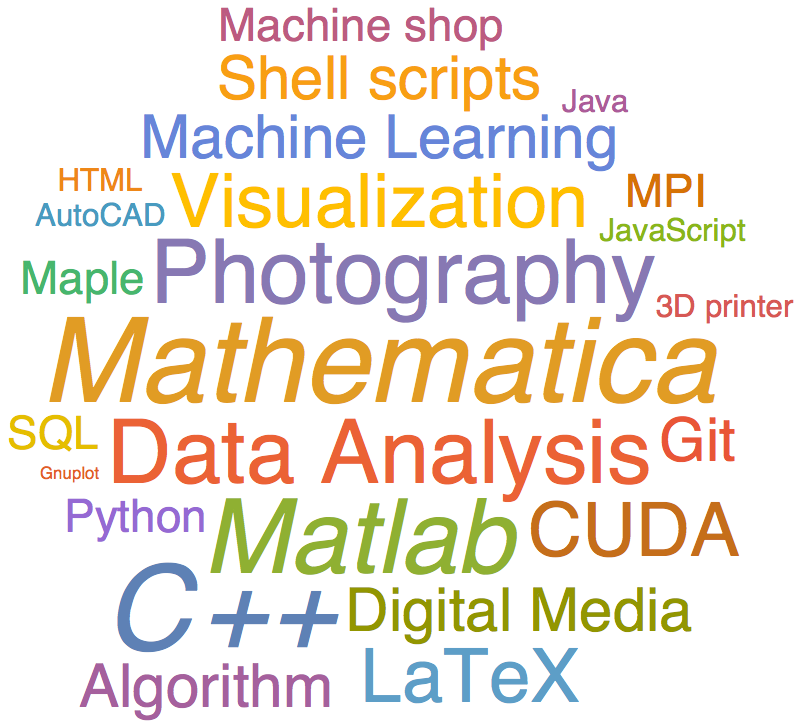 Machine shop
Shell scripts
Java
Machine Learning
HTML
Visualization
MPI
AutoCAD
JavaScript
Photography
Maple
3D printer
Mathematica
SQL
Data Analysis
Git
Gnuplot
Python
Matlab
CUDA
C++
Digital Media
Algorithm
LaTeX